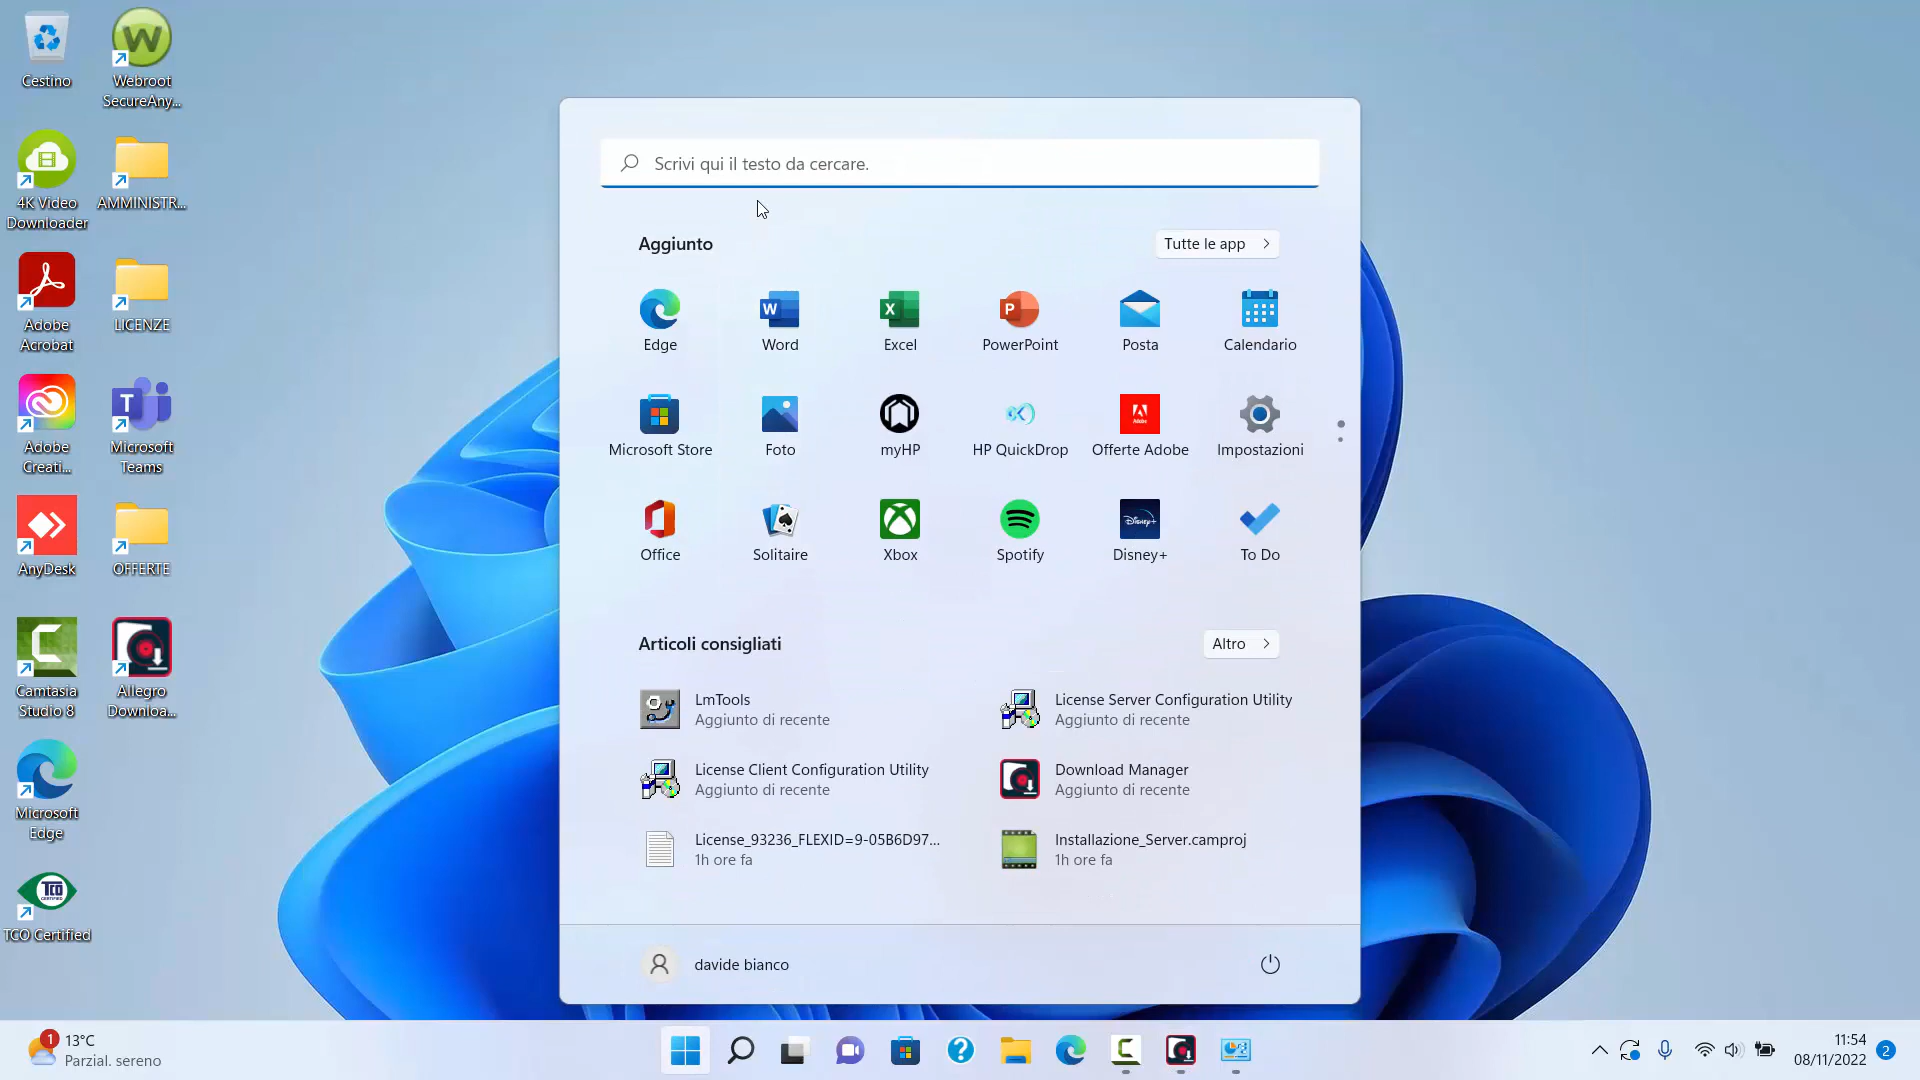 Cestino
Webroot
SecureAny...
4K Video
Downloader
AMMINISTR...
Adobe
Acrobat
LICENZE
Adobe
Creati...
Microsoft
Teams
AnyDesk
OFFERTE
Camtasia
Studio 8
Allegro
Downloa...
Microsoft
Edge
TCO Certified
Scrivi qui il testo da cercare.
Aggiunto
Tutte le app
Edge
Word
Excel
PowerPoint
Posta
Calendario
Microsoft Store
Foto
myHP
HP QuickDrop
Offerte Adobe
Impostazioni
Office
Solitaire
Xbox
Spotify
Disney+
To Do
Articoli consigliati
Altro
LmTools
Aggiunto di recente
License Server Configuration Utility
Aggiunto di recente
License Client Configuration Utility
Aggiunto di recente
Download Manager
Aggiunto di recente
License_93236_FLEXID=9-05B6D97...
1h ore fa
Installazione_Server.camproj
1h ore fa
davide bianco
1
13°C
Parzial. sereno
11:54
08/11/2022
2